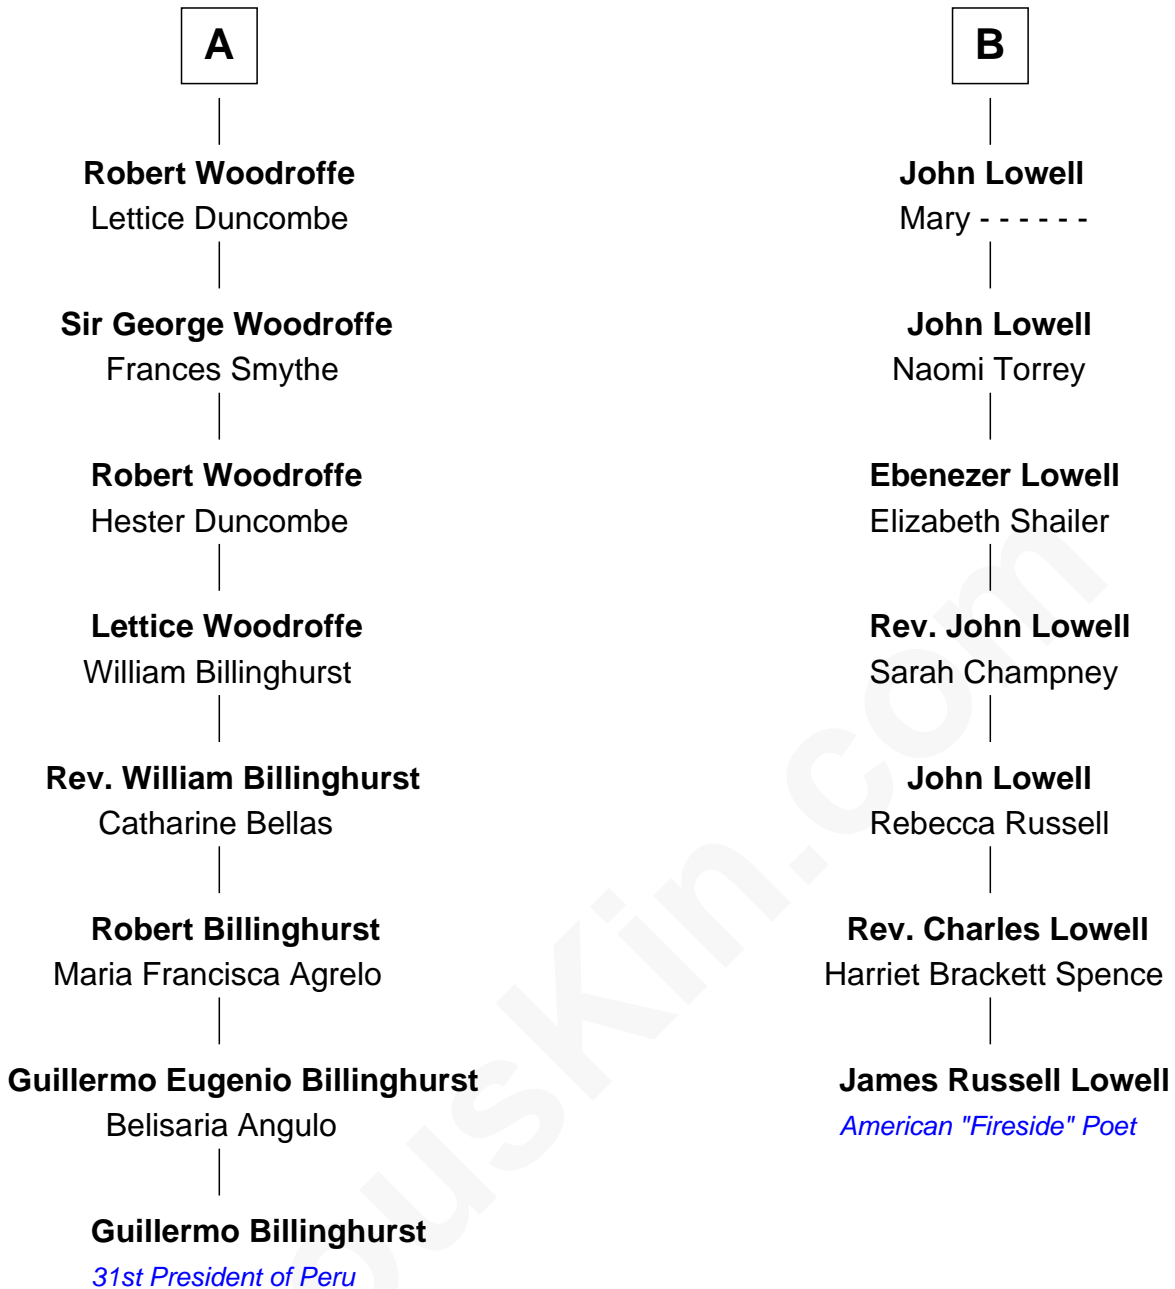 A
Robert Woodroffe
Lettice Duncombe
Sir George Woodroffe
Frances Smythe
Robert Woodroffe
Hester Duncombe
Lettice Woodroffe
William Billinghurst
Rev. William Billinghurst
Catharine Bellas
Robert Billinghurst
Maria Francisca Agrelo
Guillermo Eugenio Billinghurst
Belisaria Angulo
Guillermo Billinghurst
31st President of Peru
B
John Lowell
Mary - - - - - -
John Lowell
Naomi Torrey
Ebenezer Lowell
Elizabeth Shailer
Rev. John Lowell
Sarah Champney
John Lowell
Rebecca Russell
Rev. Charles Lowell
Harriet Brackett Spence
James Russell Lowell
American "Fireside" Poet
ousKin.com